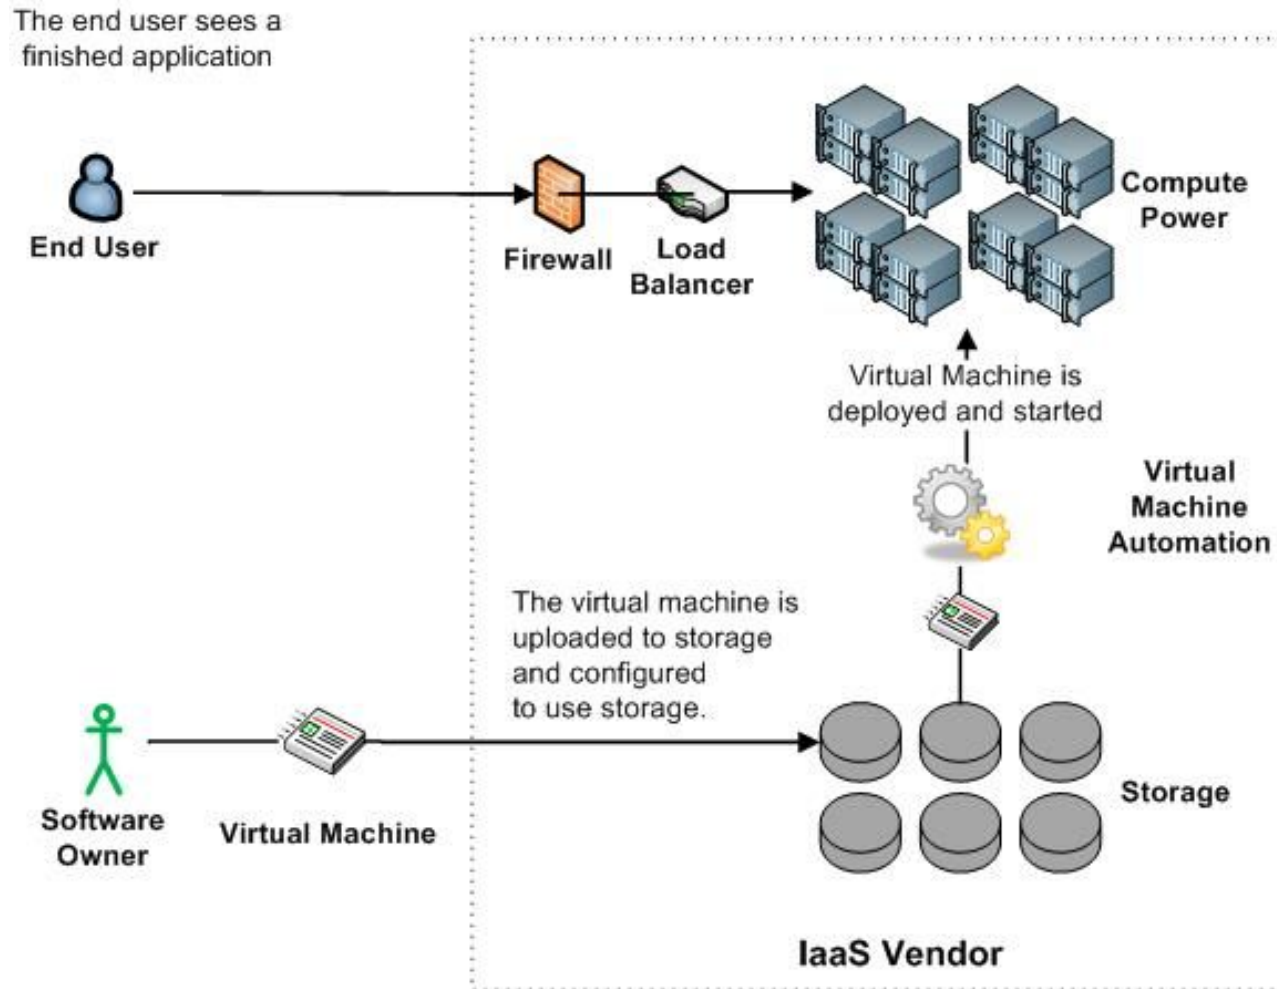 The end user sees a
finished application
End User
Firewall
Load
Balancer
Compute
Power
Virtual Machine is
deployed and started
Virtual
Machine
Automation
The virtual machine is
uploaded to storage
and configured
to use storage.
Software
Owner
Virtual Machine
Storage
IaaS Vendor